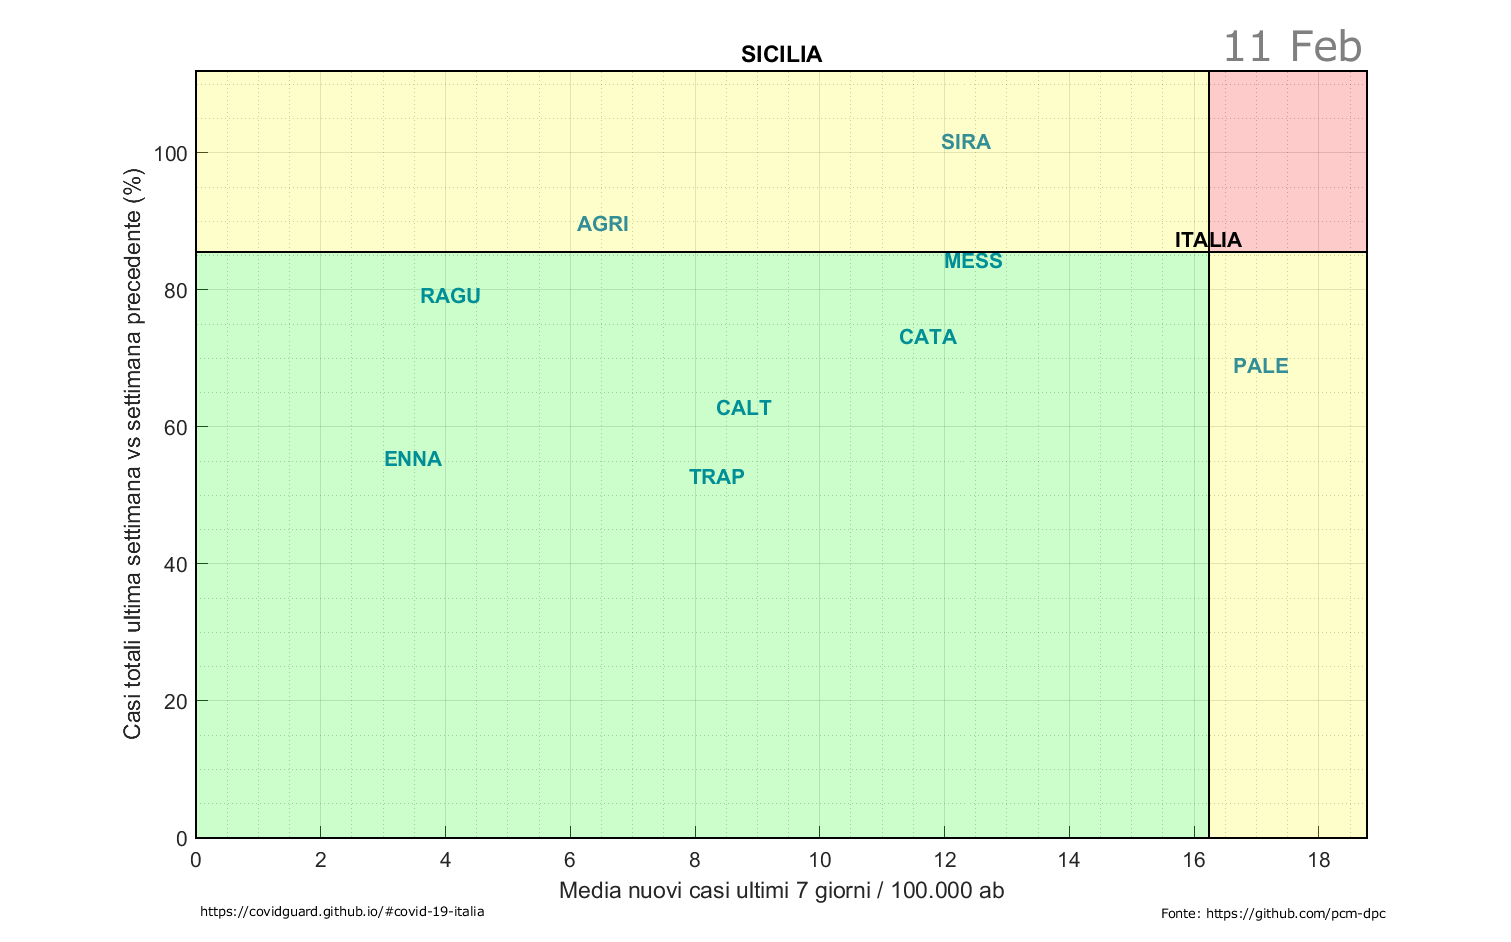 11 Feb
SICILIA
Casi totali ultima settimana vs settimana precedente (%)
100
80
60
40
20
0
SIRA
AGRI
ITALIA
MESS
RAGU
CATA
PALE
CALT
ENNA
TRAP
0 2 4 6 8 10 12 14 16 18
Media nuovi casi ultimi 7 giorni / 100.000 ab
https://covidguard.github.io/#covid-19-italia
Fonte: https://github.com/pcm-dpc